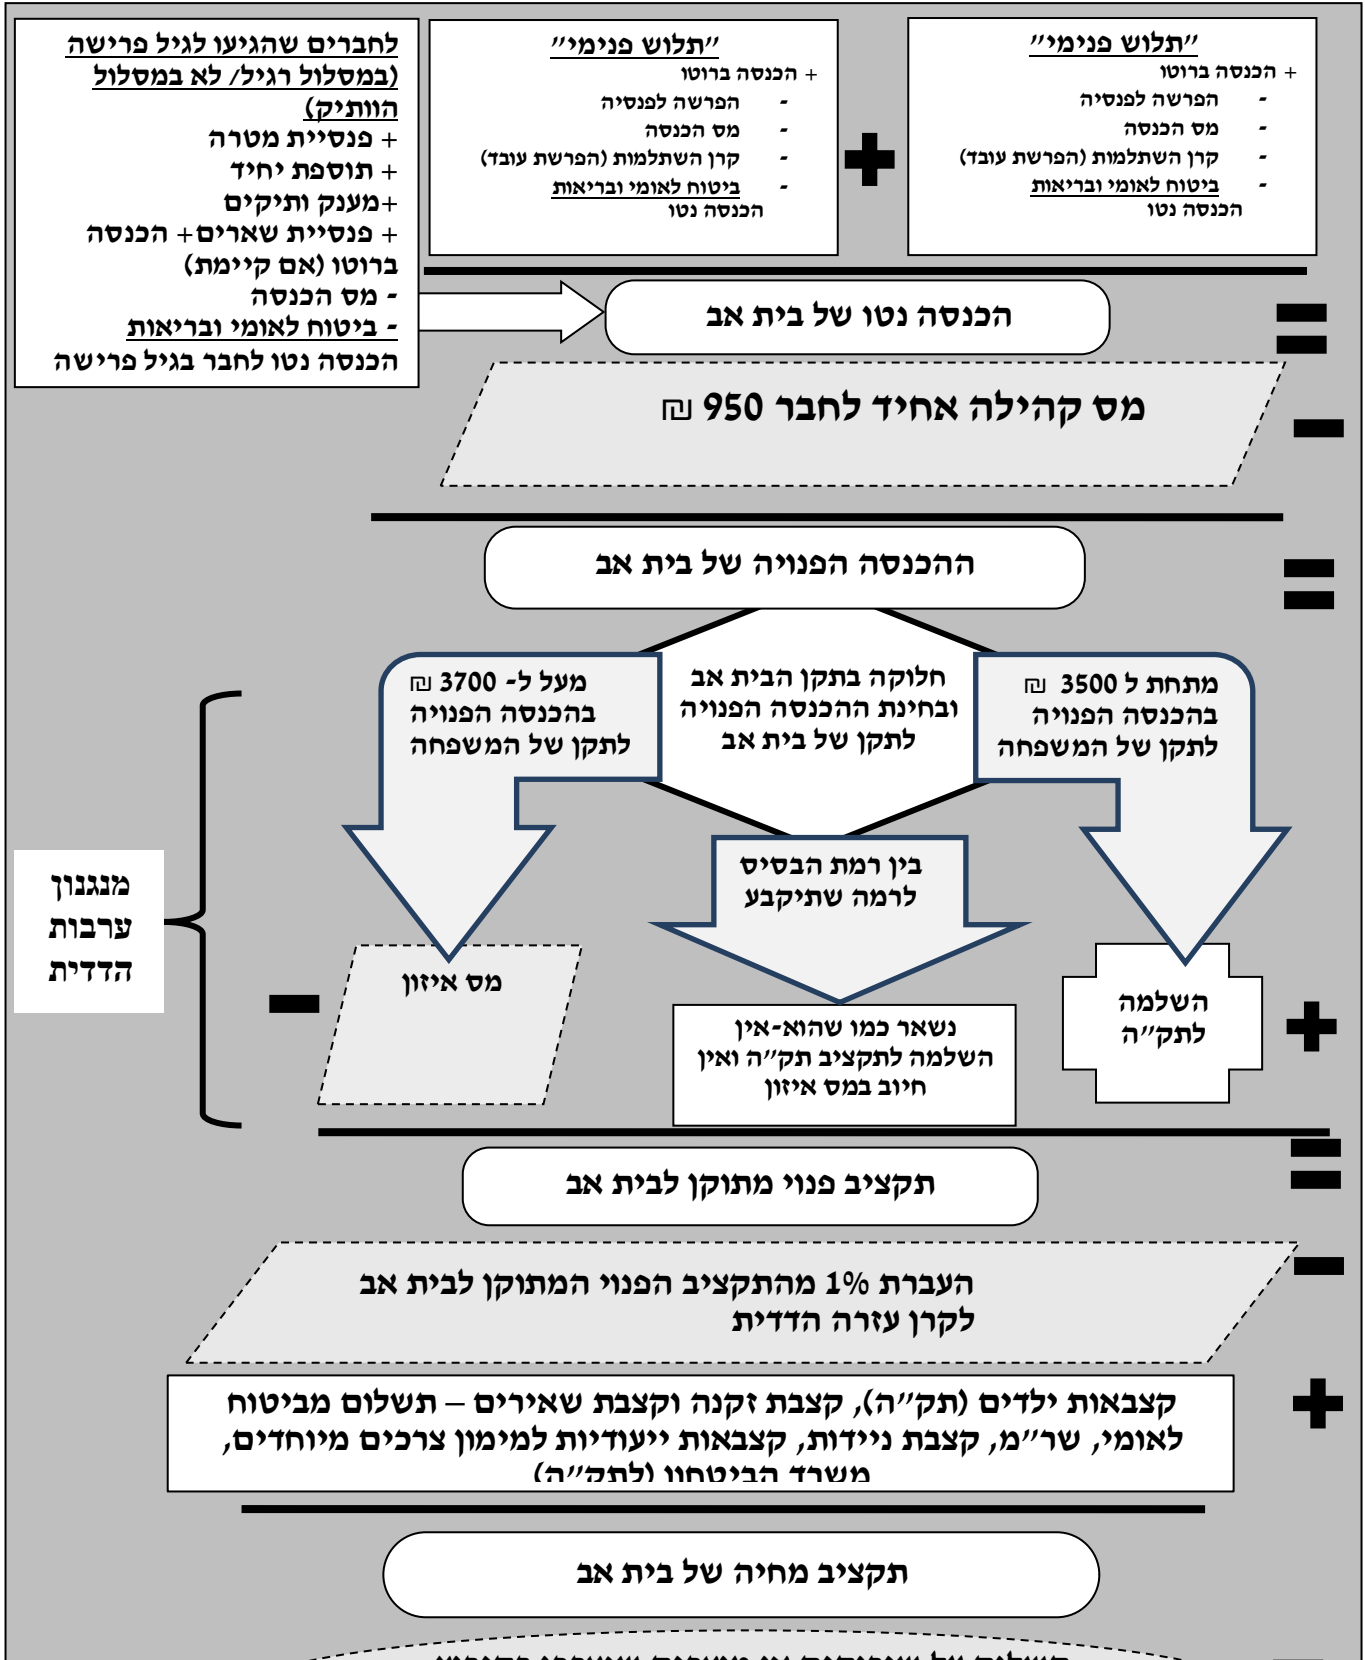 "תלוש פנימי"
+ הכנסה ברוטו
- הפרשה לפנסיה
- מס הכנסה
- קרן השתלמות (הפרשת עובד)
- ביטוח לאומי ובריאות
הכנסה נטו
"תלוש פנימי"
+ הכנסה ברוטו
- הפרשה לפנסיה
- מס הכנסה
- קרן השתלמות (הפרשת עובד)
- ביטוח לאומי ובריאות
הכנסה נטו
לחברים שהגיעו לגיל פרישה
(במסלול רגיל/ לא במסלול
הוותיק)
+ פנסיית מטרה
+ תוספת יחיד
+מענק ותיקים
+ פנסיית שארים+ הכנסה
ברוטו (אם קיימת)
- מס הכנסה
- ביטוח לאומי ובריאות
הכנסה נטו לחבר בגיל פרישה
הכנסה נטו של בית אב
מס קהילה אחיד לחבר 950 ₪
ההכנסה הפנויה של בית אב
מתחת ל 3500 ₪
בהכנסה הפנויה
לתקן של המשפחה
חלוקה בתקן הבית אב
ובחינת ההכנסה הפנויה
לתקן של בית אב
מעל ל- 3700 ₪
בהכנסה הפנויה
לתקן של המשפחה
בין רמת הבסיס
לרמה שתיקבע
מנגנון
ערבות
הדדית
השלמה
לתק"ה
נשאר כמו שהוא-אין
השלמה לתקציב תק"ה ואין
חיוב במס איזון
מס איזון
תקציב פנוי מתוקן לבית אב
העברת 1% מהתקציב הפנוי המתוקן לבית אב
לקרן עזרה הדדית
קצבאות ילדים (תק"ה), קצבת זקנה וקצבת שאירים – תשלום מביטוח
לאומי, שר"מ, קצבת ניידות, קצבאות ייעודיות למימון צרכים מיוחדים,
משרד הביטחון (לתק"ה)
תקציב מחיה של בית אב